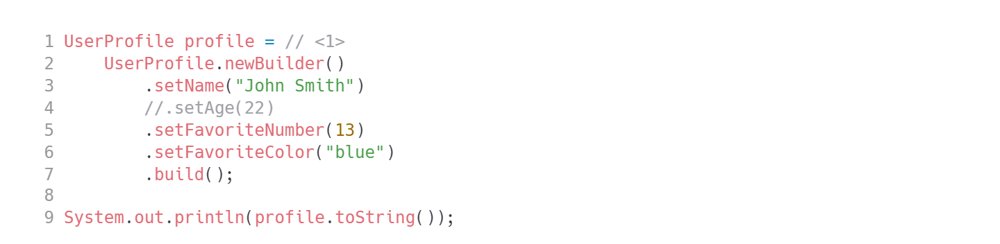 1 UserProfile profile = // <1>
2     UserProfile.newBuilder()
3         .setName("John Smith")
4         //.setAge(22)
5         .setFavoriteNumber(13)
6         .setFavoriteColor("blue")
7         .build();
8
9 System.out.println(profile.toString());